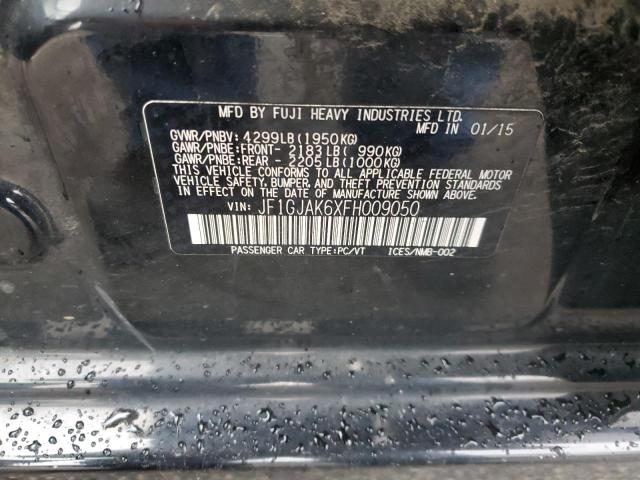 MFD BY FUJI HEAVY INDUSTRIES LTD.
MFD IN 01/15
GVWR/PNBV: 4299LB(1950KG)
GAWR/PNBE:FRONT- 2183LB( 990KG)
GAWR/PNBE:REAR - 2205LB(1000KG)
THIS VEHICLE CONFORMS TO ALL APPLICABLE FEDERAL MOTOR
VEHICLE SAFETY, BUMPER, AND THEFT PREVENTION STANDARDS
IN EFFECT ON THE DATE OF MANUFACTURE SHOWN ABOVE.
VIN: JF1GJAK6XFH009050
PASSENGER CAR TYPE:PC/VT ICES/NMB-002